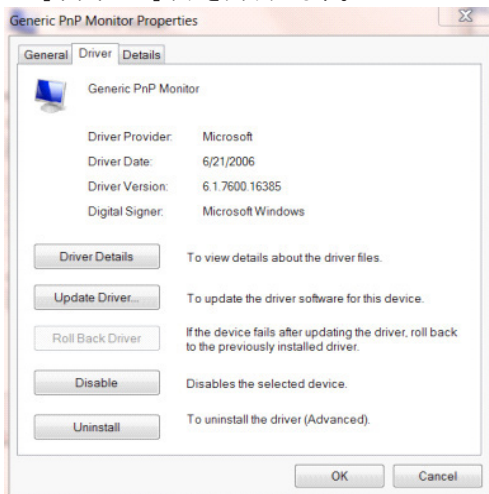 Generic PnP Monitor Properties
General Driver Details
Generic PnP Monitor
Driver Provider: Microsoft
Driver Date: 6/21/2006
Driver Version: 6.1.7600.16385
Digital Signer: Microsoft Windows
Driver Details To view details about the driver files.
Update Driver... To update the driver software for this device.
Roll Back Driver If the device fails after updating the driver, roll back
to the previously installed driver.
Disable Disables the selected device.
Uninstall To uninstall the driver (Advanced).
OK Cancel